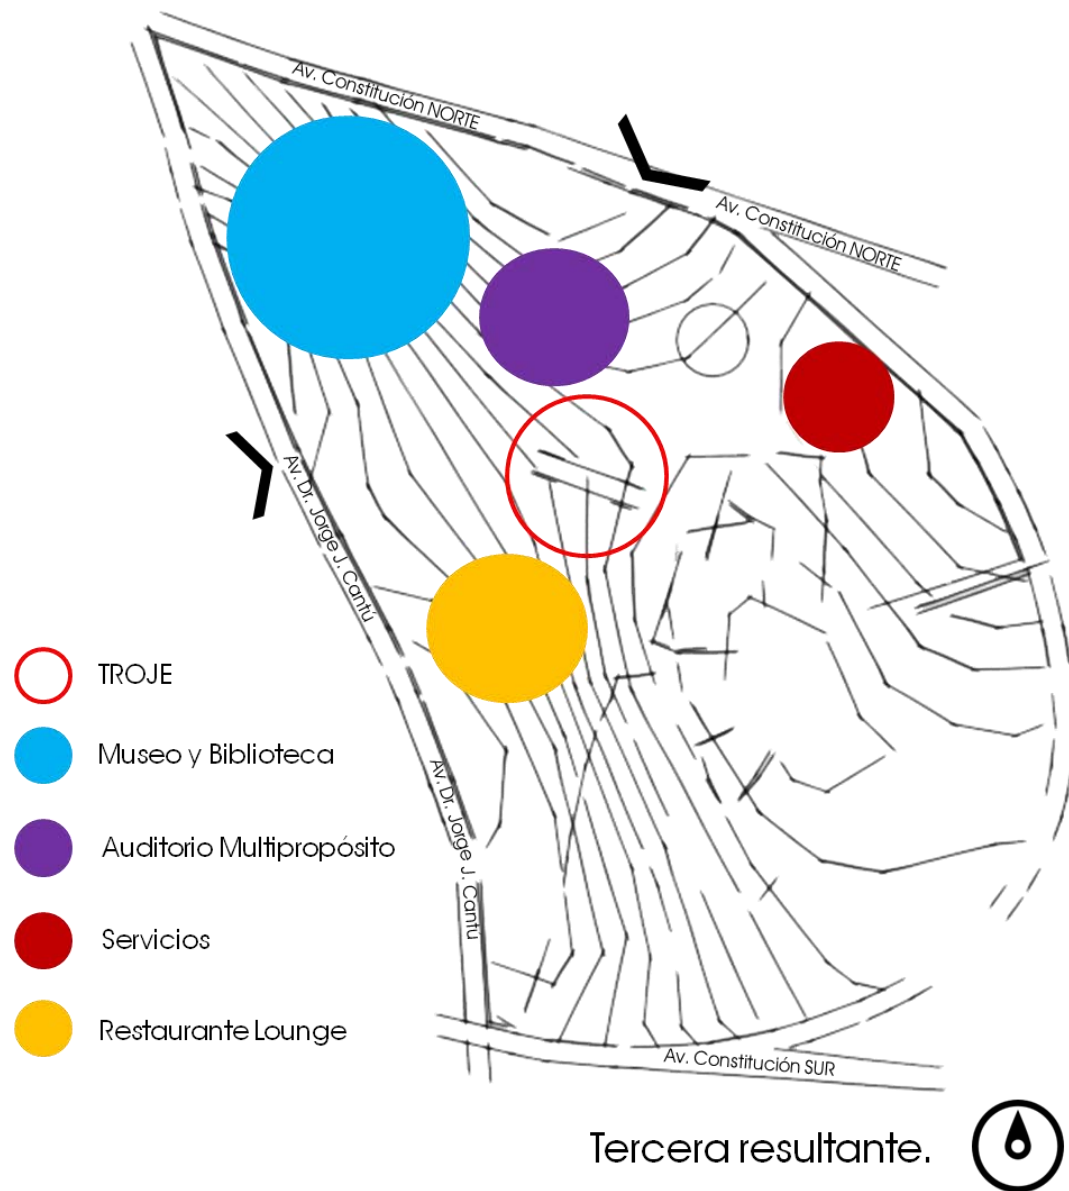 Av. Constitución NORTE
Av. Constitución NORTE
Av. Dr. Jorge J. Cantú
TROJE
Museo y Biblioteca
Av. Dr. Jorge J. Cantú
Auditorio Multipropósito
Servicios
Restaurante Lounge
Av. Constitución SUR
Tercera resultante.